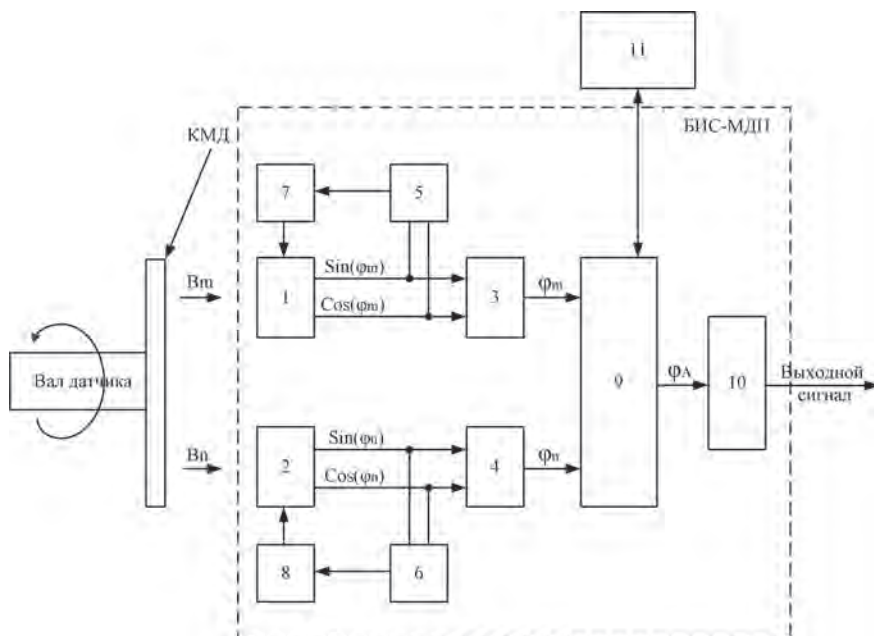 11
КМД
БИС-МДП
7
5
Bm
1
Sin(φm)
Cos(φm)
3
φm
Вал датчика
9
φA
10
Выходной
сигнал
Bn
2
Sin(φn)
Cos(φn)
4
φn
8
6